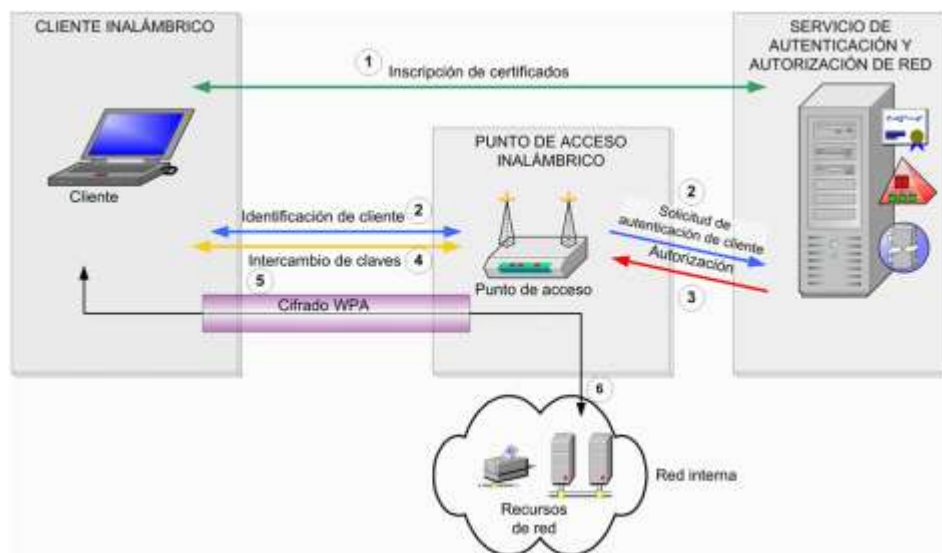 CLIENTE INALÁMBRICO
SERVICIO DE
AUTENTICACIÓN Y
AUTORIZACIÓN DE RED
1
Inscripción de certificados
PUNTO DE ACCESO
INALÁMBRICO
Cliente
Identificación de cliente
2
2
Solicitud de
autenticación de cliente
Intercambio de claves
4
Autorización
5
Punto de acceso
3
Cifrado WPA
6
Red interna
Recursos
de red